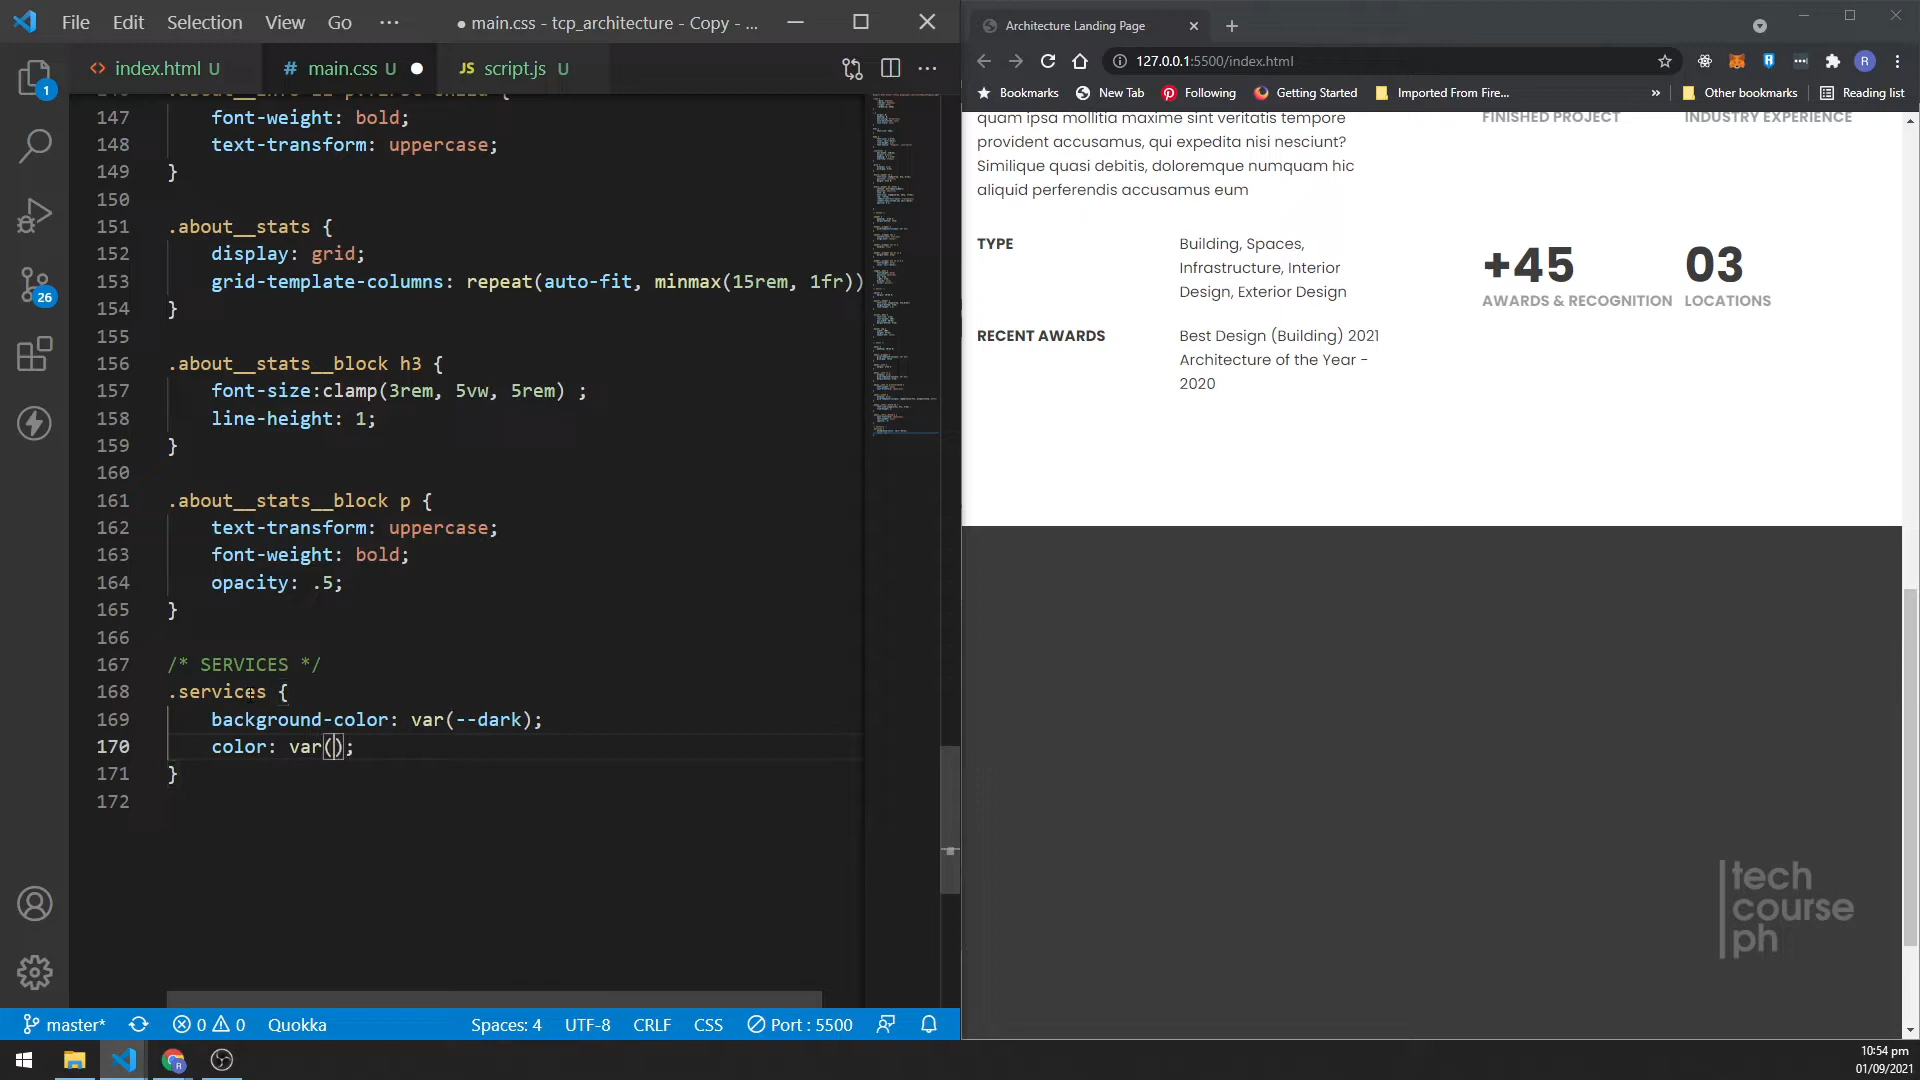 File Edit Selection View Go ··· ● main.css - tcp_architecture - Copy - ...
index.html U # main.css U ● JS script.js U
147 font-weight: bold;
148 text-transform: uppercase;
149 }
150
151 .about__stats {
152 display: grid;
153 grid-template-columns: repeat(auto-fit, minmax(15rem, 1fr))
154 }
155
156 .about__stats__block h3 {
157 font-size:clamp(3rem, 5vw, 5rem) ;
158 line-height: 1;
159 }
160
161 .about__stats__block p {
162 text-transform: uppercase;
163 font-weight: bold;
164 opacity: .5;
165 }
166
167 /* SERVICES */
168 .services {
169 background-color: var(--dark);
170 color: var();
171 }
172
1
26
master* 0 0 Quokka Spaces: 4 UTF-8 CRLF CSS Port : 5500
Architecture Landing Page
127.0.0.1:5500/index.html
R
Bookmarks New Tab Following Getting Started Imported From Fire... » Other bookmarks Reading list
quam ipsa mollitia maxime sint veritatis tempore
provident accusamus, qui expedita nisi nesciunt?
Similique quasi debitis, doloremque numquam hic
aliquid perferendis accusamus eum
FINISHED PROJECT INDUSTRY EXPERIENCE
TYPE
Building, Spaces,
Infrastructure, Interior
Design, Exterior Design
RECENT AWARDS
Best Design (Building) 2021
Architecture of the Year -
2020
+45
AWARDS & RECOGNITION
03
LOCATIONS
tech
course
ph
10:54 pm
01/09/2021